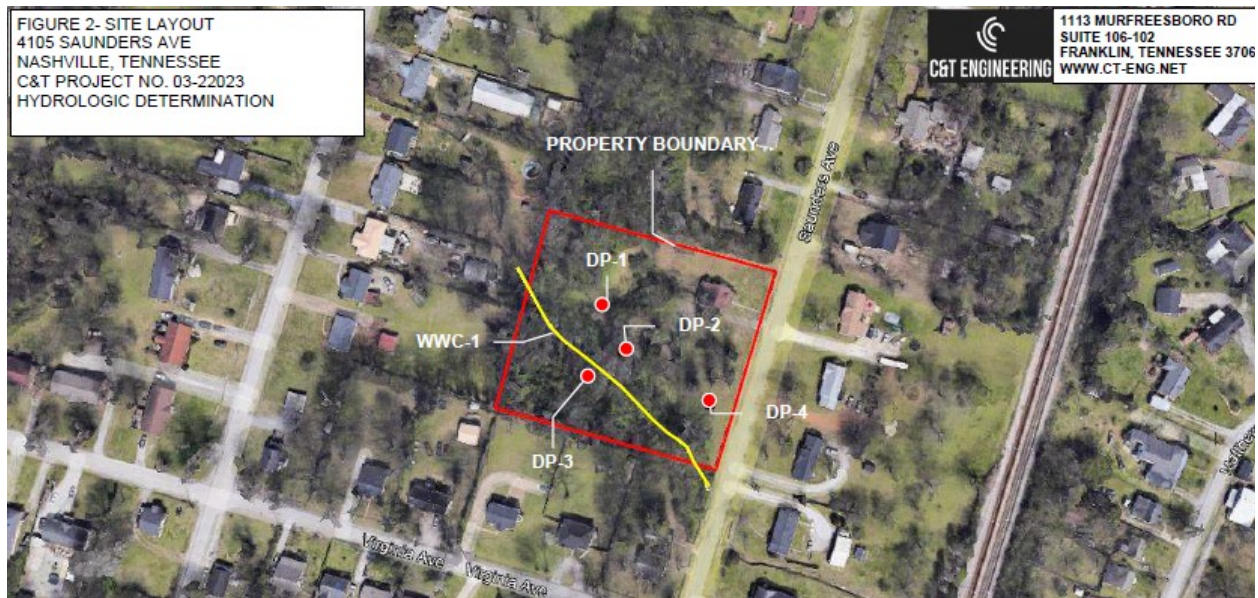 FIGURE 2- SITE LAYOUT
4105 SAUNDERS AVE
NASHVILLE, TENNESSEE
C&T PROJECT NO. 03-22023
HYDROLOGIC DETERMINATION
C&T ENGINEERING
1113 MURFREESBORO RD
SUITE 106-102
FRANKLIN, TENNESSEE 3706
WWW.CT-ENG.NET
PROPERTY BOUNDARY
Saunders Ave
DP-1
DP-2
WWC-1
DP-4
DP-3
Virginia Ave
Virginia Ave